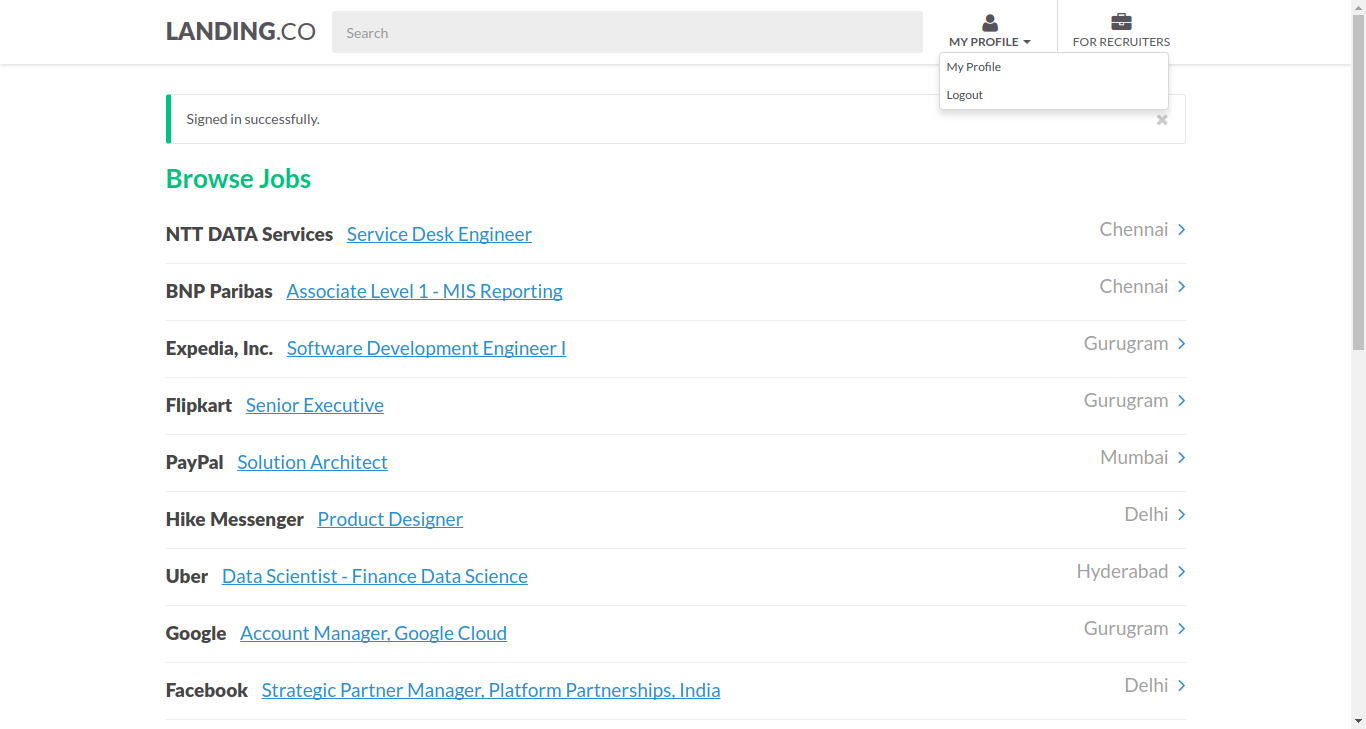 LANDING.CO
Search
MY PROFILE
FOR RECRUITERS
My Profile
Logout
Signed in successfully.
Browse Jobs
NTT DATA Services Service Desk Engineer Chennai
BNP Paribas Associate Level 1 - MIS Reporting Chennai
Expedia, Inc. Software Development Engineer I Gurugram
Flipkart Senior Executive Gurugram
PayPal Solution Architect Mumbai
Hike Messenger Product Designer Delhi
Uber Data Scientist - Finance Data Science Hyderabad
Google Account Manager, Google Cloud Gurugram
Facebook Strategic Partner Manager, Platform Partnerships, India Delhi